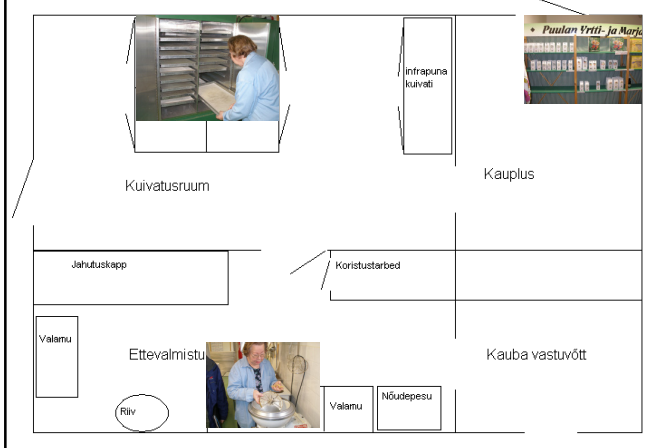 Puulan Yrtti- ja Marja
infrapuna
kuivati
Kuivatusruum
Kauplus
Jahutuskapp
Koristustarbed
Valamu
Ettevalmistu
Kauba vastuvõtt
Riiv
Valamu
Nõudepesu